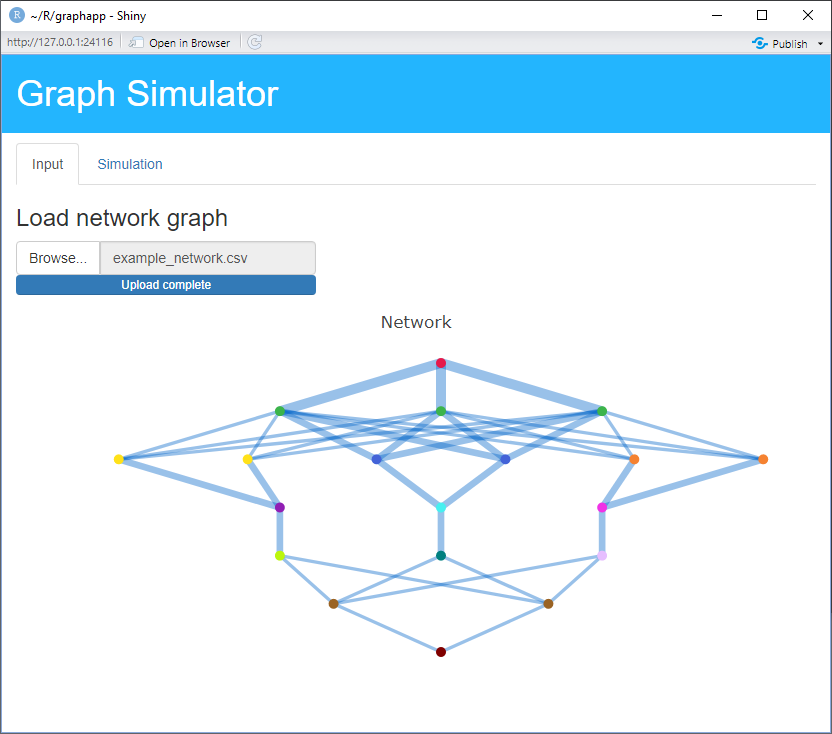 R ~/R/graphapp - Shiny
http://127.0.0.1:24116 Open in Browser Publish
Graph Simulator
Input Simulation
Load network graph
Browse... example_network.csv
Upload complete
Network